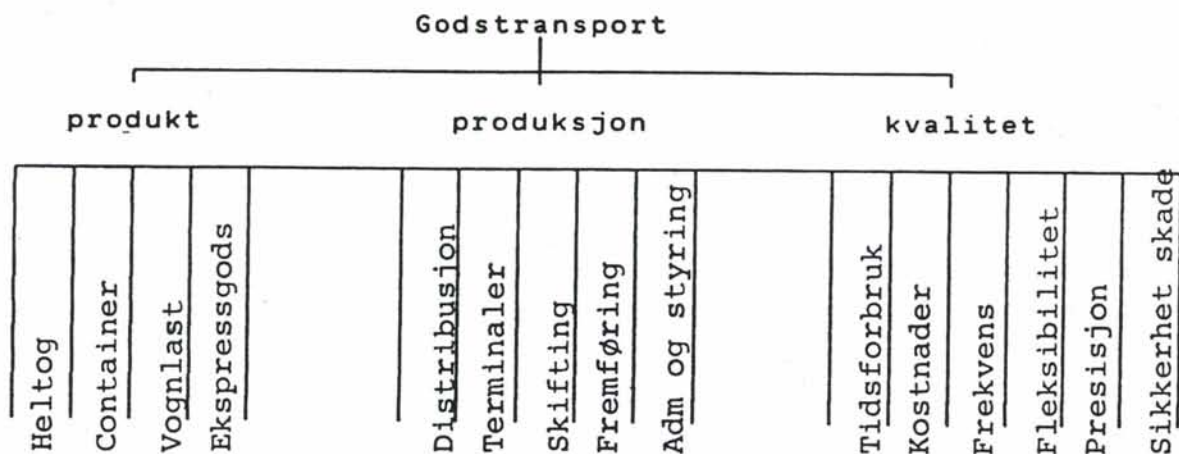 Godstransport
produkt
produksjon
kvalitet
Heltog
Container
Vognlast
Ekspressgods
Distribusjon
Terminaler
Skifting
Fremføring
Adm og styring
Tidsforbruk
Kostnader
Frekvens
Fleksibilitet
Presisjon
Sikkerhet skade